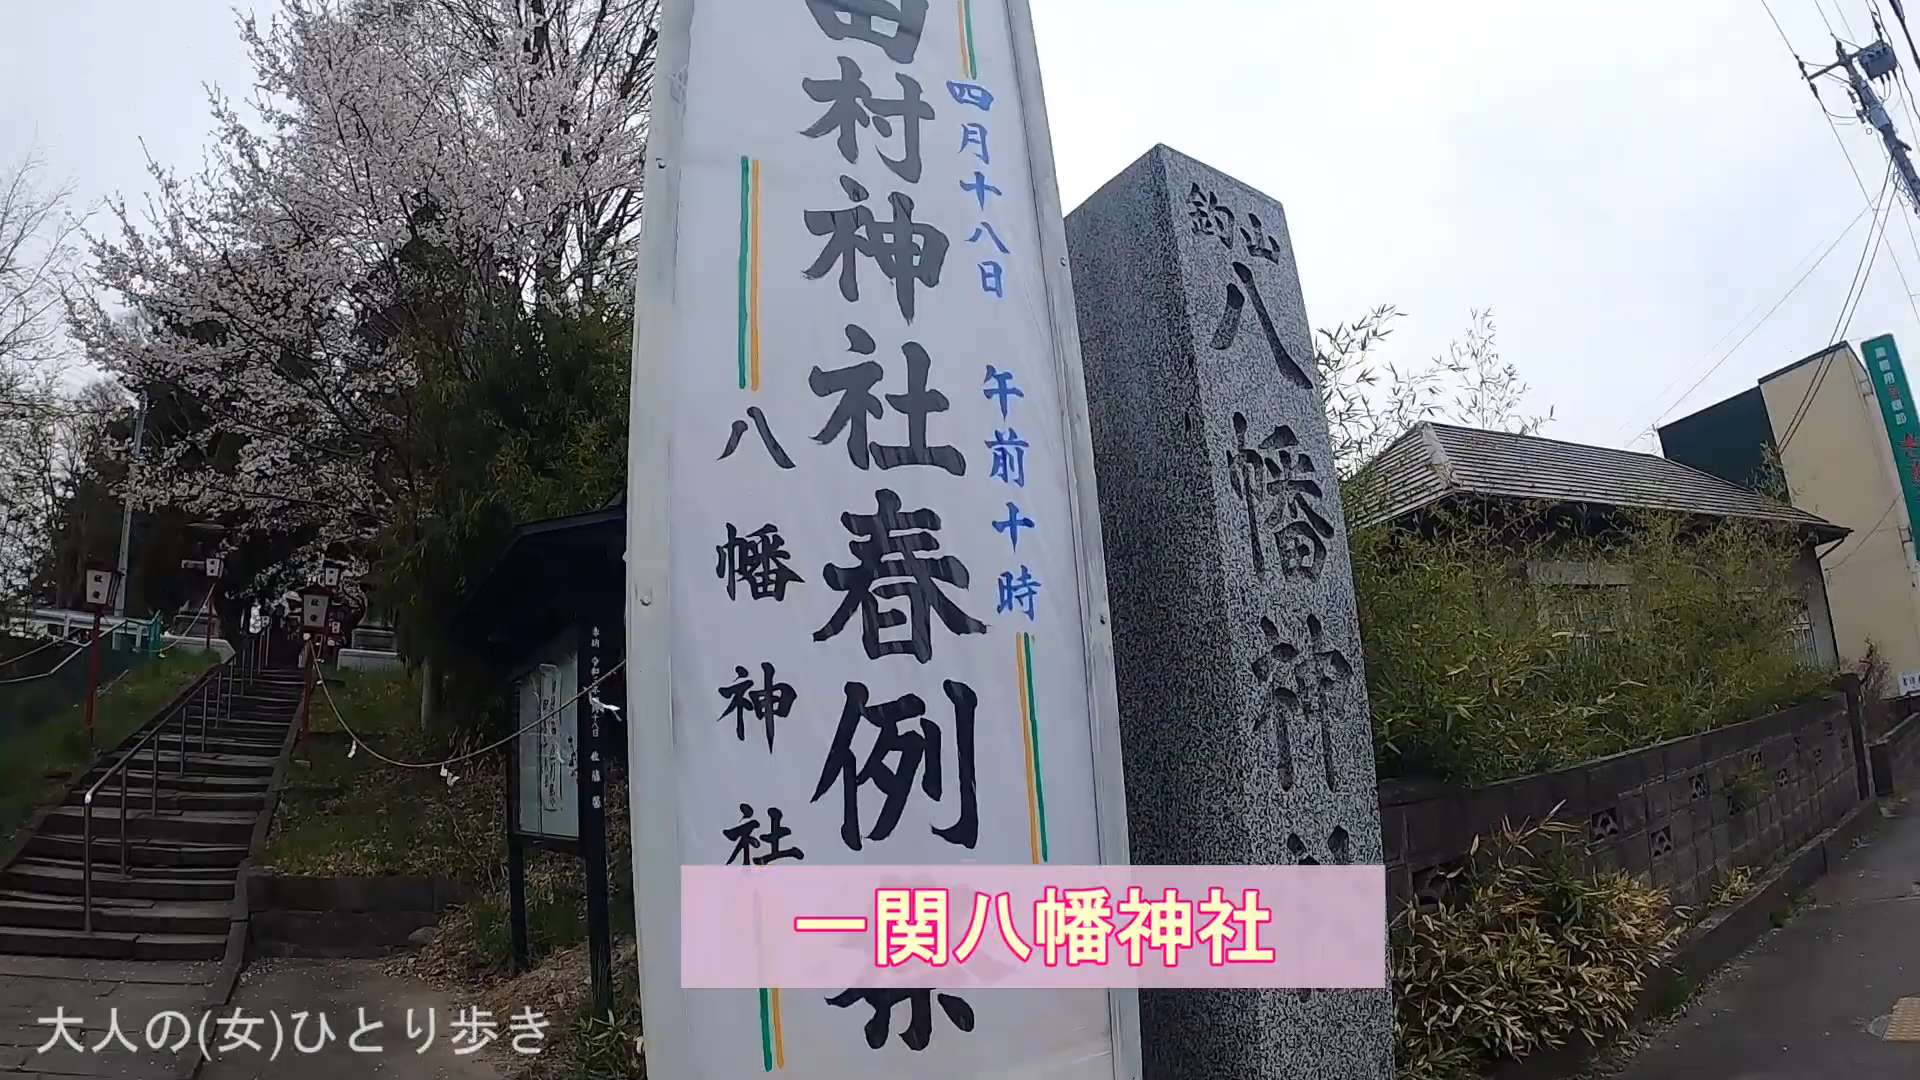 四月十八日 午前十時
田村神社春例祭
八幡神社
釣山
八幡神社
一関八幡神社
大人の(女)ひとり歩き